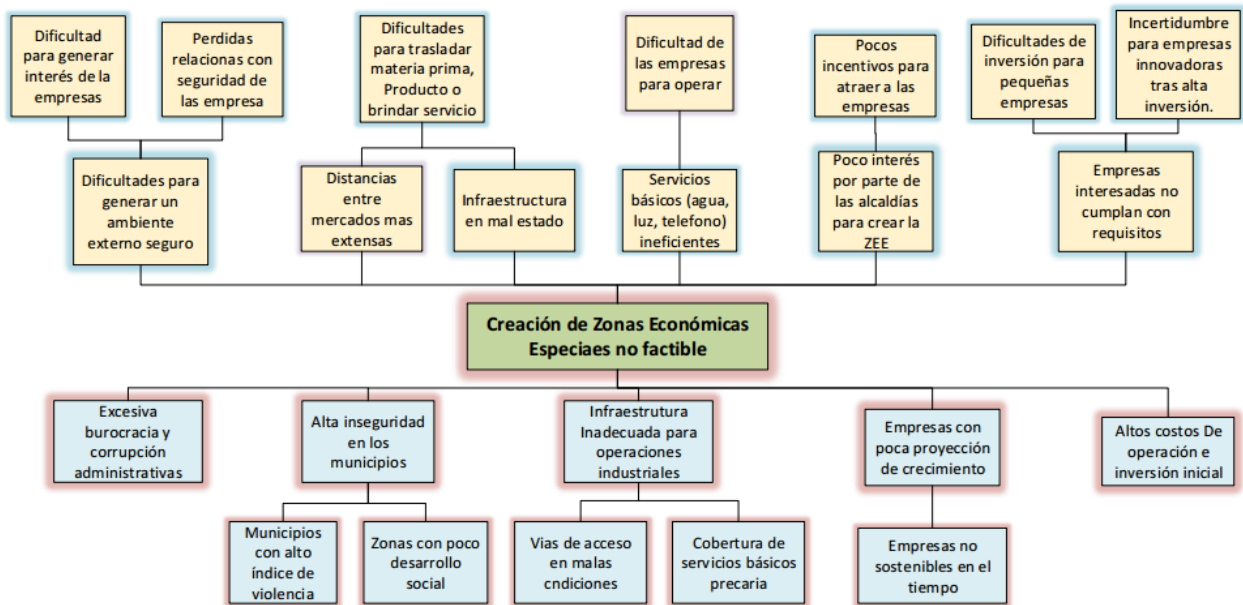 Dificultad
para generar
interés de la
empresas
Perdidas
relacionas con
seguridad de
las empresa
Dificultades
para trasladar
materia prima,
Producto o
brindar servicio
Dificultad de
las empresas
para operar
Pocos
incentivos para
atraer a las
empresas
Dificultades de
inversión para
pequeñas
empresas
Incertidumbre
para empresas
innovadoras
tras alta
inversión.
Dificultades para
generar un
ambiente
externo seguro
Distancias
entre
mercados mas
extensas
Infraestructura
en mal estado
Servicios
básicos (agua,
luz, telefono)
ineficientes
Poco interés
por parte de
las alcaldías
para crear la
ZEE
Empresas
interesadas no
cumplan con
requisitos
Creación de Zonas Económicas
Especiaes no factible
Excesiva
burocracia y
corrupción
administrativas
Alta inseguridad
en los
municipios
Infraestrutura
Inadecuada para
operaciones
industriales
Empresas con
poca proyección
de crecimiento
Altos costos De
operación e
inversión inicial
Municipios
con alto
índice de
violencia
Zonas con poco
desarrollo
social
Vias de acceso
en malas
cndiciones
Cobertura de
servicios básicos
precaria
Empresas no
sostenibles en el
tiempo